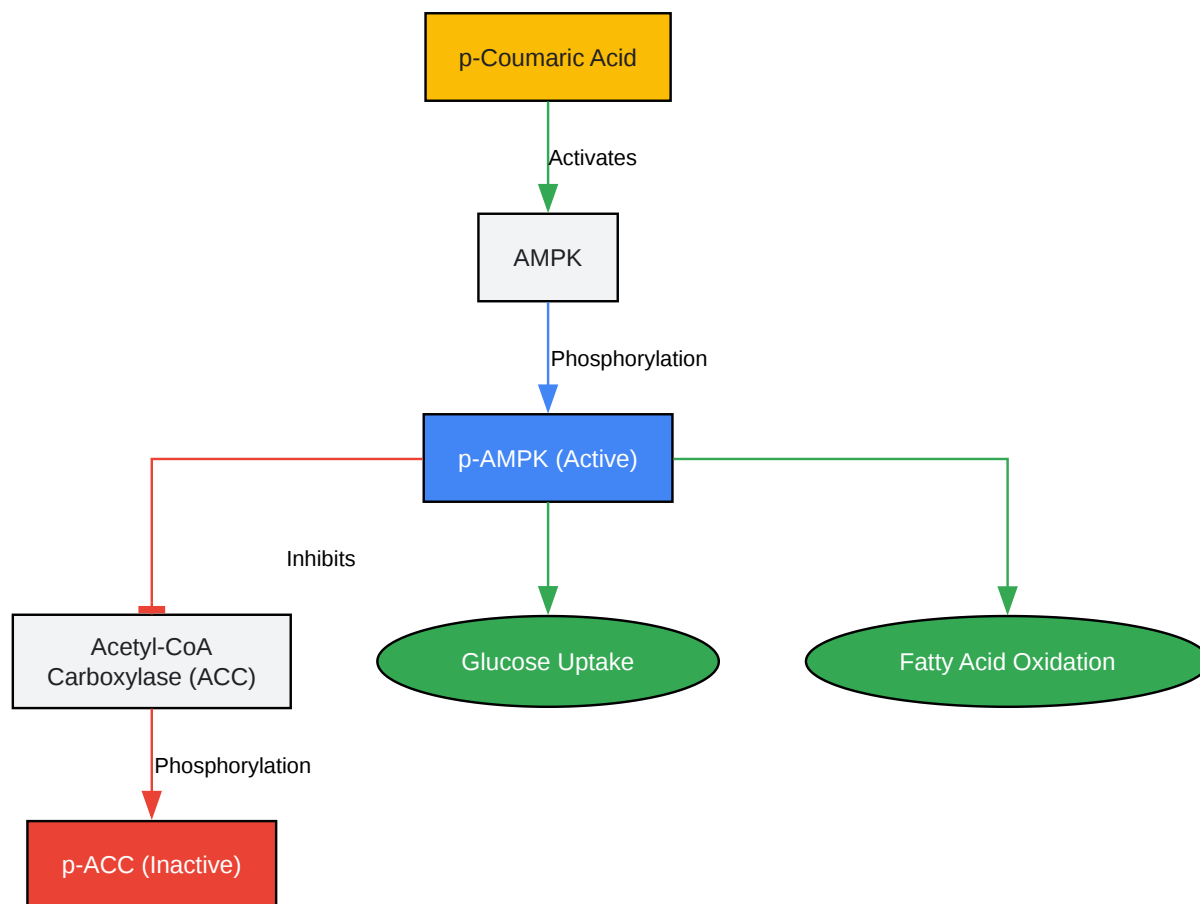 p-Coumaric Acid
Activates
AMPK
Phosphorylation
p-AMPK (Active)
Inhibits
Acetyl-CoA
Carboxylase (ACC)
Glucose Uptake
Fatty Acid Oxidation
Phosphorylation
p-ACC (Inactive)